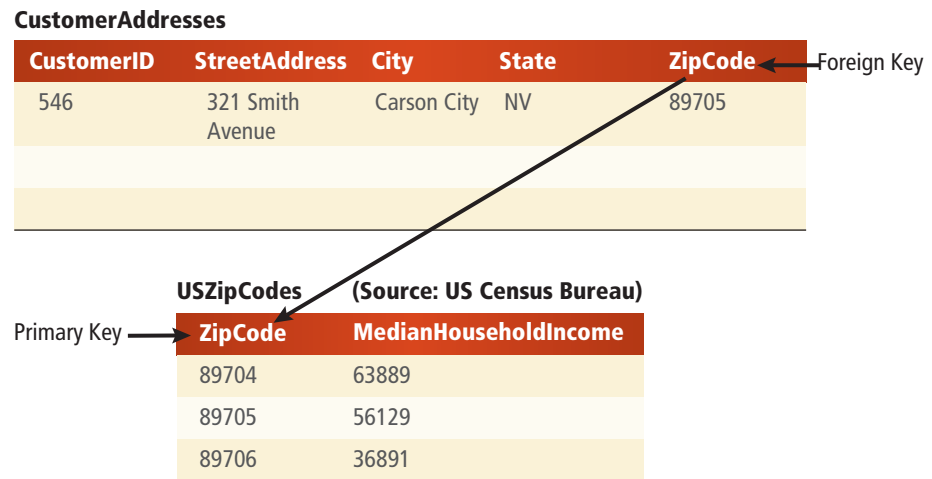 CustomerAddresses
CustomerID StreetAddress City State ZipCode Foreign Key
546 321 Smith Carson City NV 89705
Avenue
USZipCodes (Source: US Census Bureau)
Primary Key ZipCode MedianHouseholdIncome
89704 63889
89705 56129
89706 36891